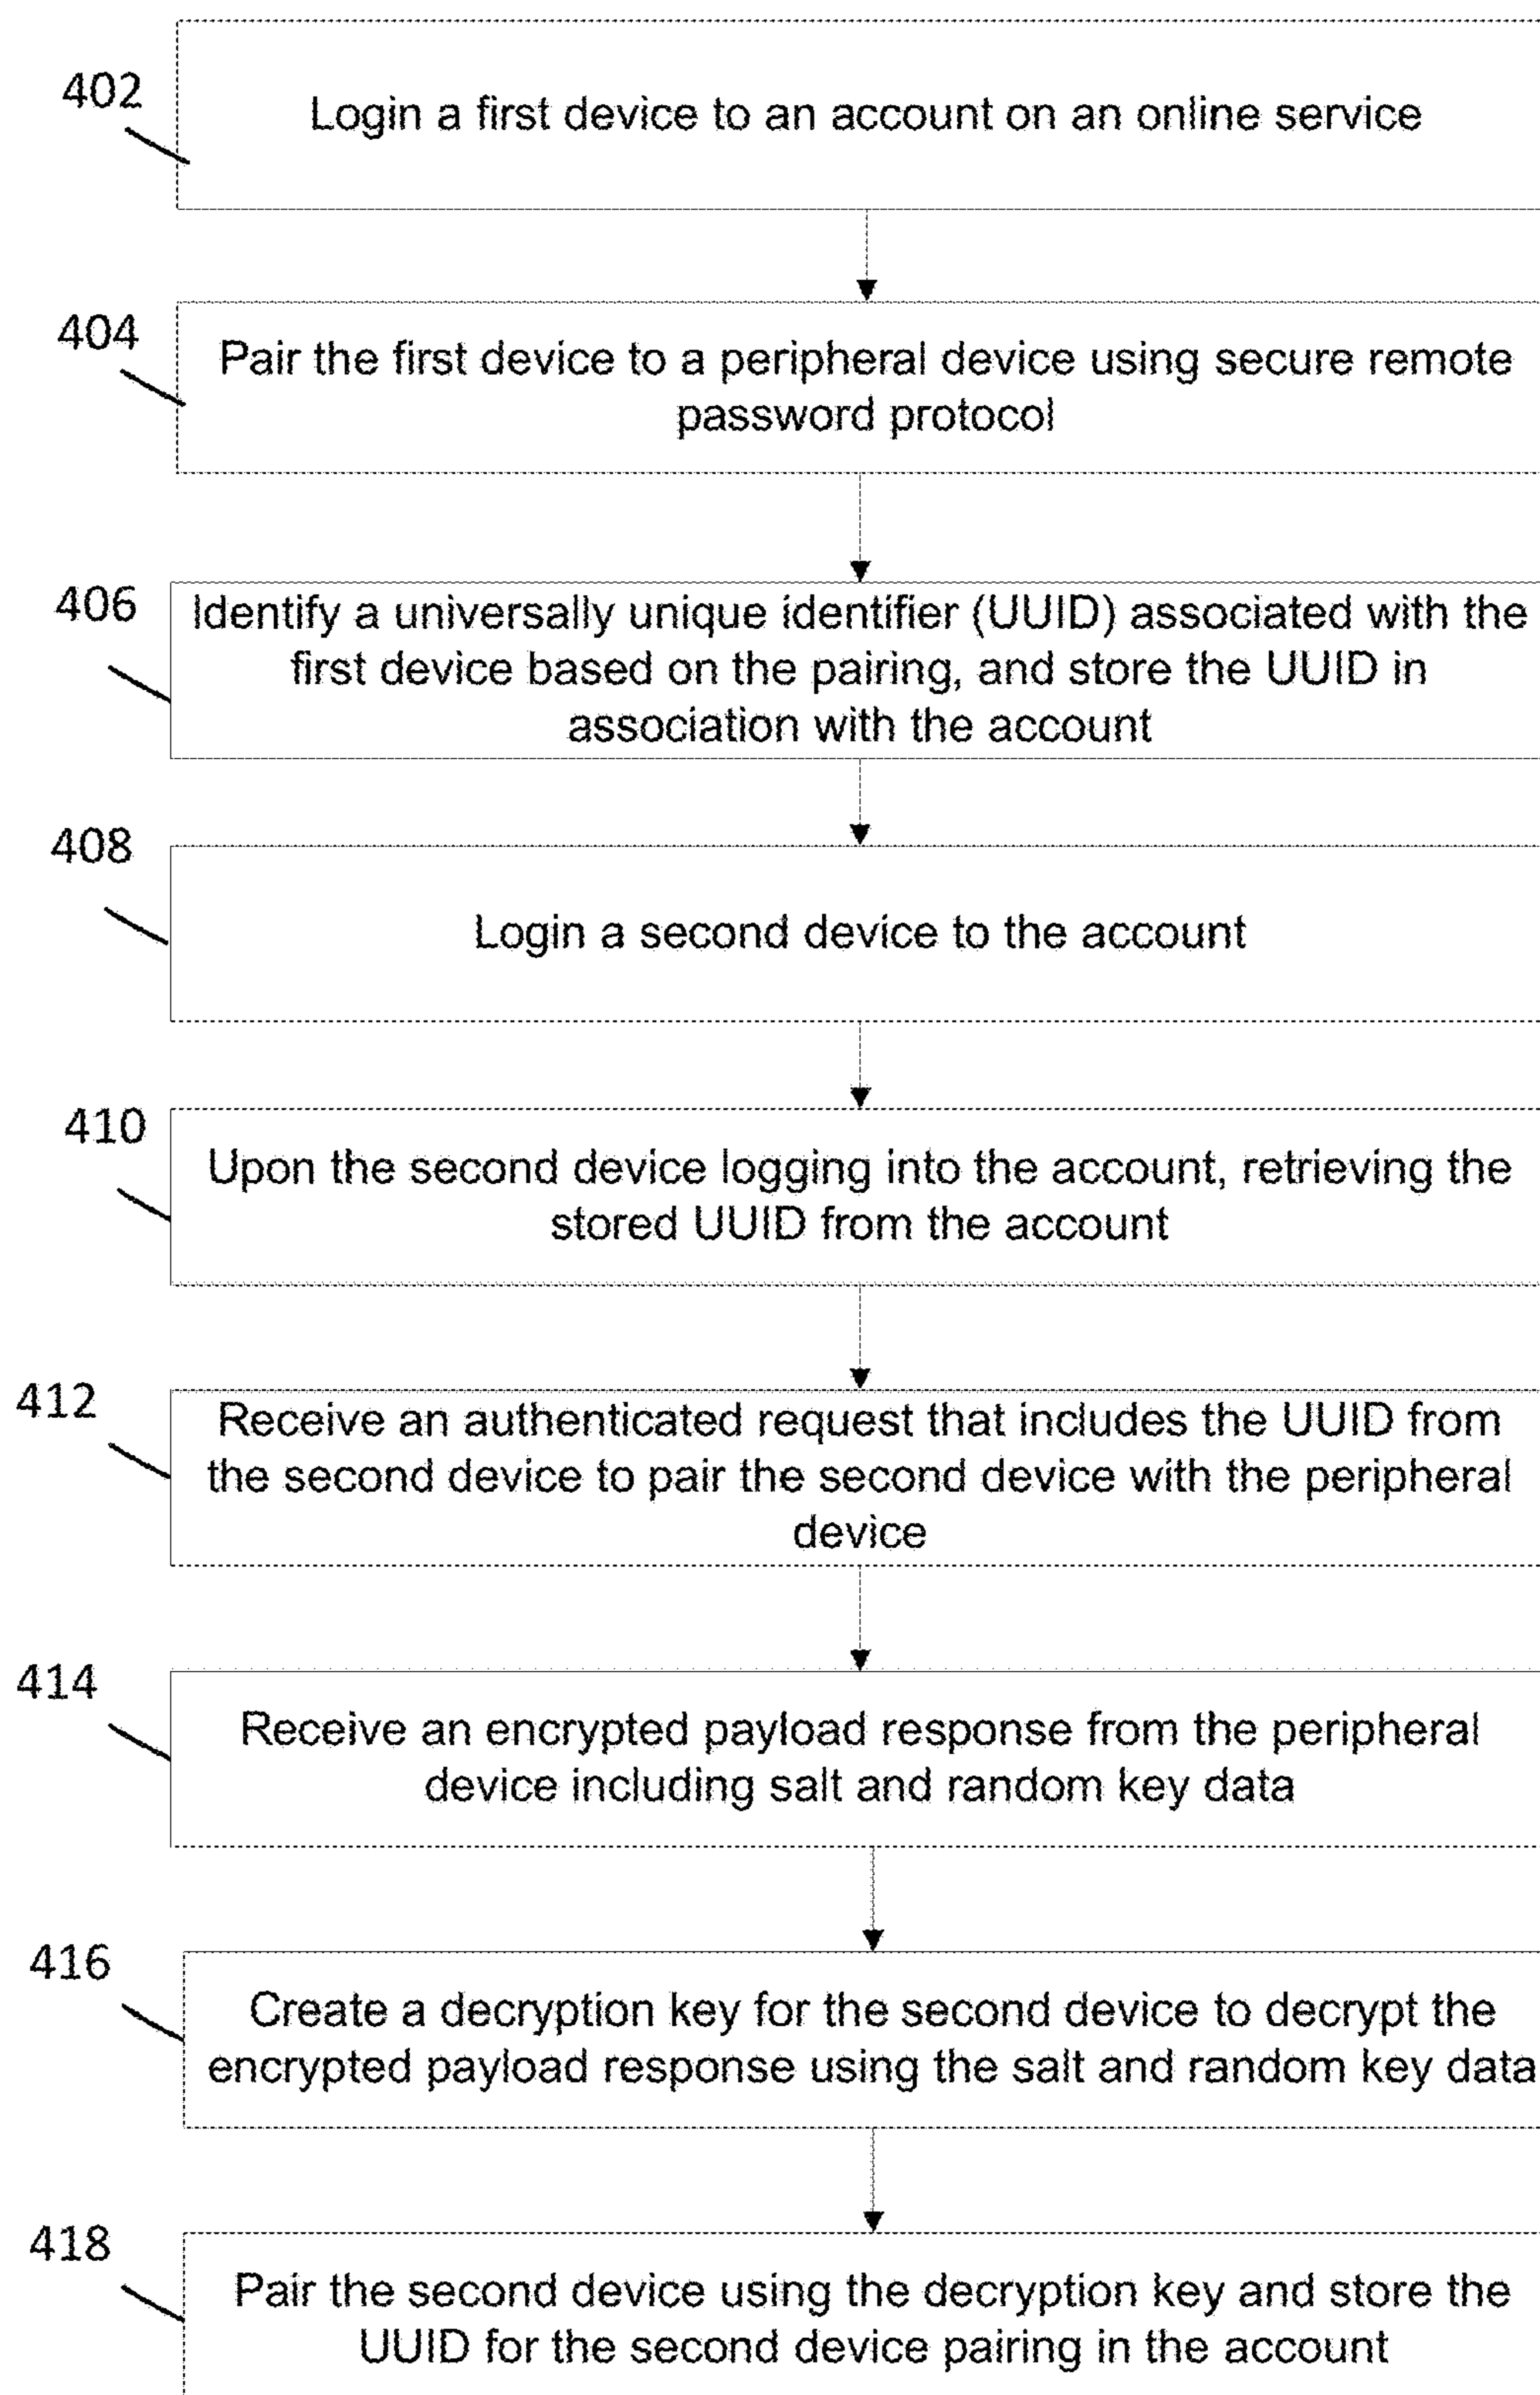 402
Login a first device to an account on an online service
404
Pair the first device to a peripheral device using secure remote
password protocol
406
Identify a universally unique identifier (UUID) associated with the
first device based on the pairing, and store the UUID in
association with the account
408
Login a second device to the account
410
Upon the second device logging into the account, retrieving the
stored UUID from the account
412
Receive an authenticated request that includes the UUID from
the second device to pair the second device with the peripheral
device
414
Receive an encrypted payload response from the peripheral
device including salt and random key data
416
Create a decryption key for the second device to decrypt the
encrypted payload response using the salt and random key data
418
Pair the second device using the decryption key and store the
UUID for the second device pairing in the account